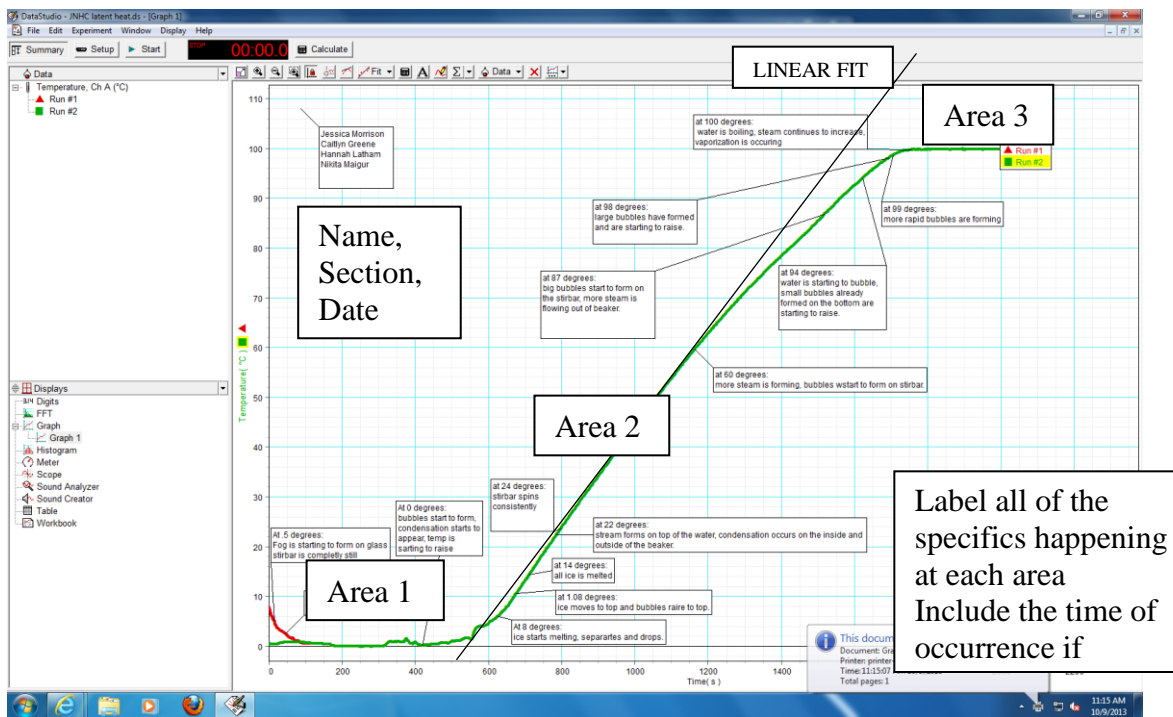 DataStudio - JNHC latent heat.ds - [Graph 1]
File Edit Experiment Window Display Help
Summary Setup Start STOP 00:00.0 Calculate
Data
Fit Σ Data
Temperature, Ch A (°C)
Run #1
Run #2
Displays
Digits
FFT
Graph
Graph 1
Histogram
Meter
Scope
Sound Analyzer
Sound Creator
Table
Workbook
LINEAR FIT
Area 3
Jessica Morrison
Caitlyn Greene
Hannah Latham
Nikita Maigur
at 100 degrees:
water is boiling, steam continues to increase,
vaporization is occuring
Run #1
Run #2
at 98 degrees:
large bubbles have formed
and are starting to raise.
at 99 degrees:
more rapid bubbles are forming
Name,
Section,
Date
at 87 degrees:
big bubbles start to form on
the stirbar, more steam is
flowing out of beaker.
at 94 degrees:
water is starting to bubble,
small bubbles already
formed on the bottom are
starting to raise.
at 60 degrees:
more steam is forming, bubbles wstart to form on stirbar.
Area 2
at 24 degrees:
stirbar spins
consistently
At 0 degrees:
bubbles start to form,
condensation starts to
appear, temp is
sarting to raise
at 22 degrees:
stream forms on top of the water, condensation occurs on the inside and
outside of the beaker.
At .5 degrees:
Fog is starting to form on glass
stirbar is completly still
at 14 degrees:
all ice is melted
Area 1
at 1.08 degrees:
ice moves to top and bubbles raire to top.
At 8 degrees:
ice starts melting, separartes and drops.
Label all of the
specifics happening
at each area
Include the time of
occurrence if
This docum
Document: Gra
Printer: printer-
Time:11:15:07
Total pages: 1
Temperature( °C )
110
100
90
80
70
60
50
40
30
20
10
0
0 200 400 600 800 1000 1200 1400
Time( s )
11:15 AM
10/9/2013